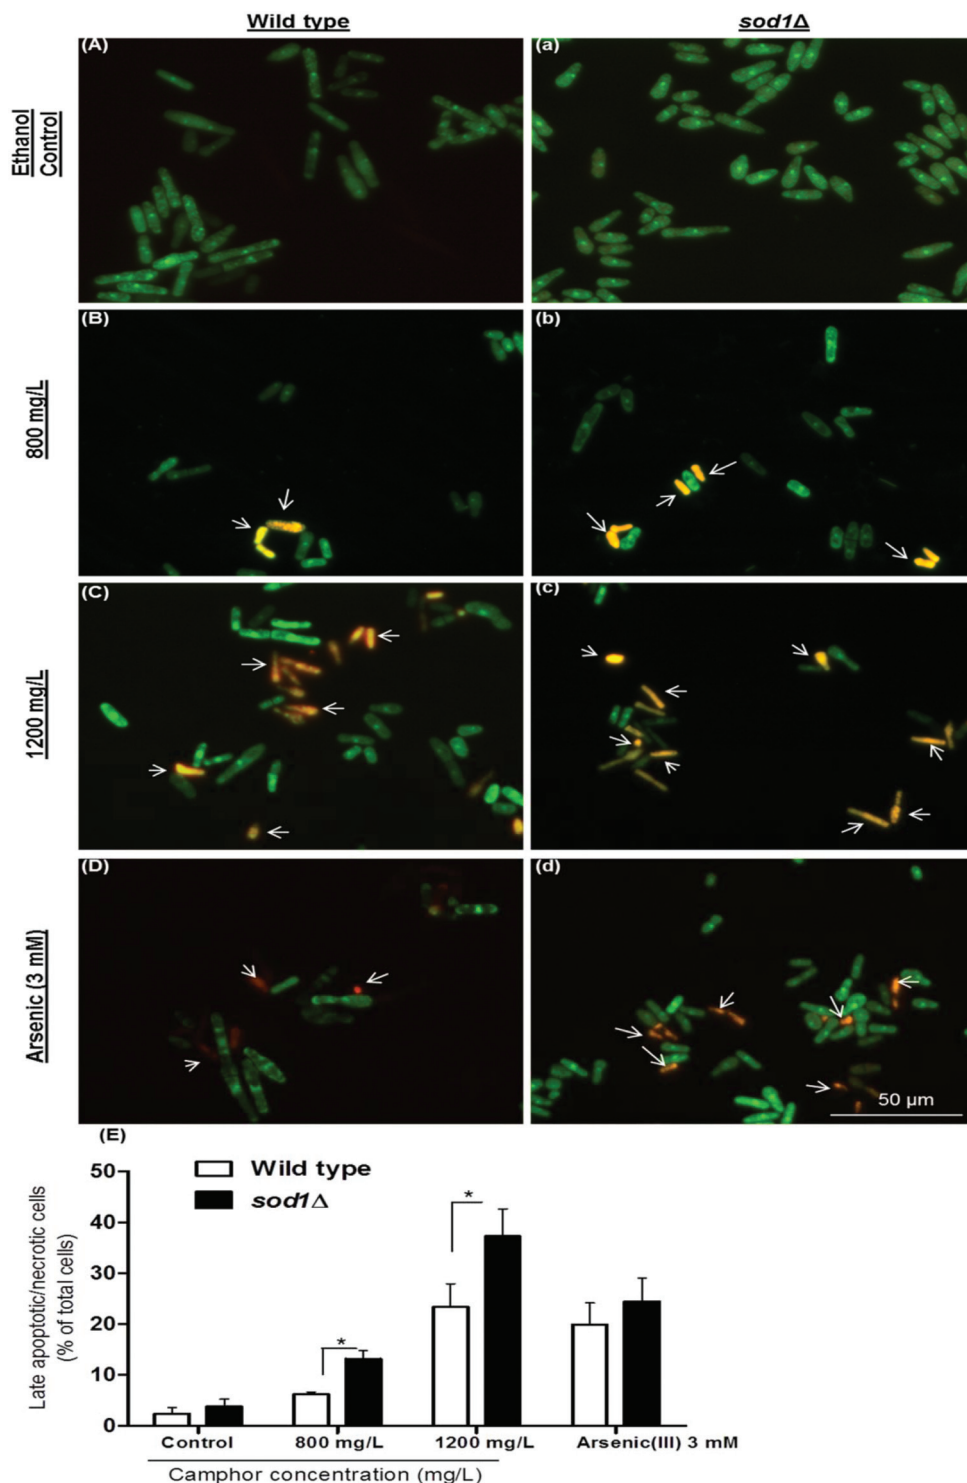 Wild type
sod1Δ
Ethanol
Control
(A)
(a)
800 mg/L
(B)
(b)
1200 mg/L
(C)
(c)
Arsenic (3 mM)
(D)
(d)
50 µm
(E)
Wild type
sod1Δ
Late apoptotic/necrotic cells
(% of total cells)
50
40
30
20
10
0
*
*
Control
800 mg/L
1200 mg/L
Arsenic(III) 3 mM
Camphor concentration (mg/L)